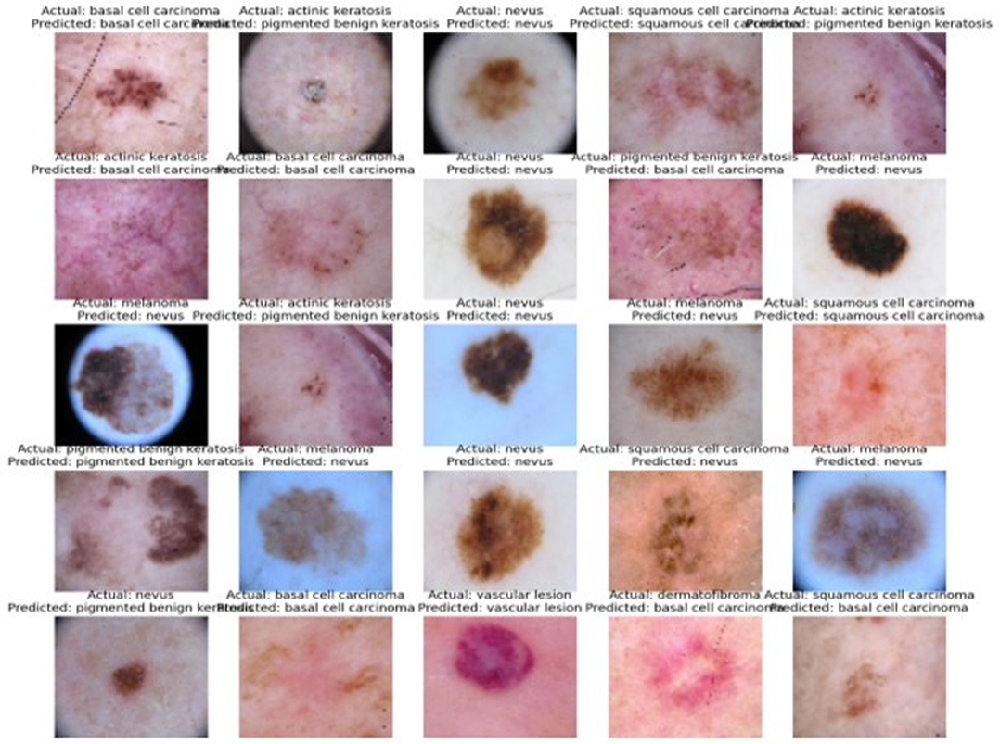 Actual: basal cell carcinoma
Predicted: basal cell carcinoma
Actual: actinic keratosis
Predicted: pigmented benign keratosis
Actual: nevus
Predicted: nevus
Actual: squamous cell carcinoma
Predicted: squamous cell carcinoma
Actual: actinic keratosis
Predicted: pigmented benign keratosis
Actual: actinic keratosis
Predicted: basal cell carcinoma
Actual: basal cell carcinoma
Predicted: basal cell carcinoma
Actual: nevus
Predicted: nevus
Actual: pigmented benign keratosis
Predicted: basal cell carcinoma
Actual: melanoma
Predicted: nevus
Actual: melanoma
Predicted: nevus
Actual: actinic keratosis
Predicted: pigmented benign keratosis
Actual: nevus
Predicted: nevus
Actual: melanoma
Predicted: nevus
Actual: squamous cell carcinoma
Predicted: squamous cell carcinoma
Actual: pigmented benign keratosis
Predicted: pigmented benign keratosis
Actual: melanoma
Predicted: nevus
Actual: nevus
Predicted: nevus
Actual: squamous cell carcinoma
Predicted: nevus
Actual: melanoma
Predicted: nevus
Actual: nevus
Predicted: pigmented benign keratosis
Actual: basal cell carcinoma
Predicted: basal cell carcinoma
Actual: vascular lesion
Predicted: vascular lesion
Actual: dermatofibroma
Predicted: basal cell carcinoma
Actual: squamous cell carcinoma
Predicted: basal cell carcinoma